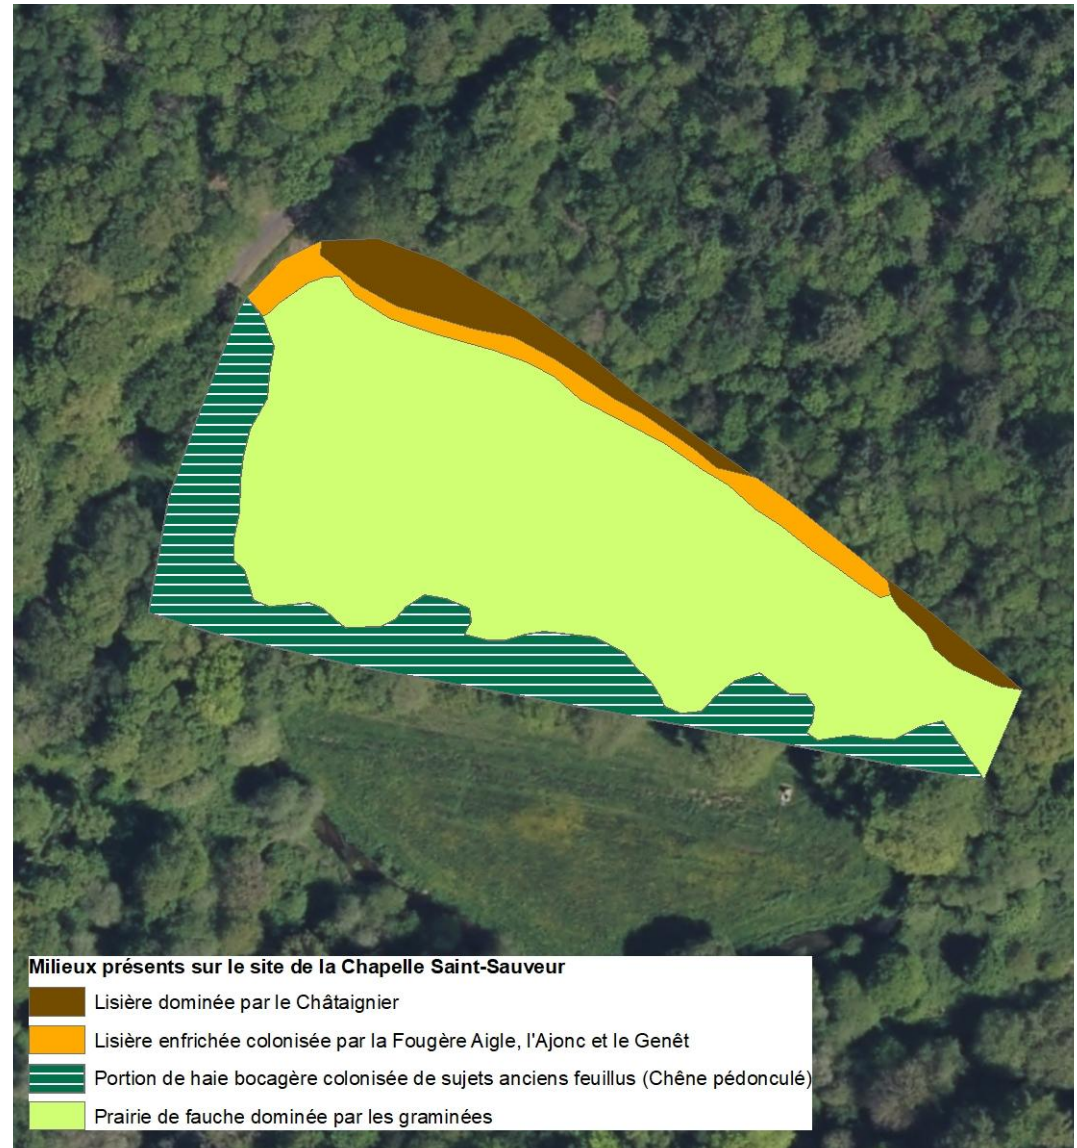 Milieux présents sur le site de la Chapelle Saint-Sauveur
Lisière dominée par le Châtaignier
Lisière enfrichée colonisée par la Fougère Aigle, l'Ajonc et le Genêt
Portion de haie bocagère colonisée de sujets anciens feuillus (Chêne pédonculé)
Prairie de fauche dominée par les graminées